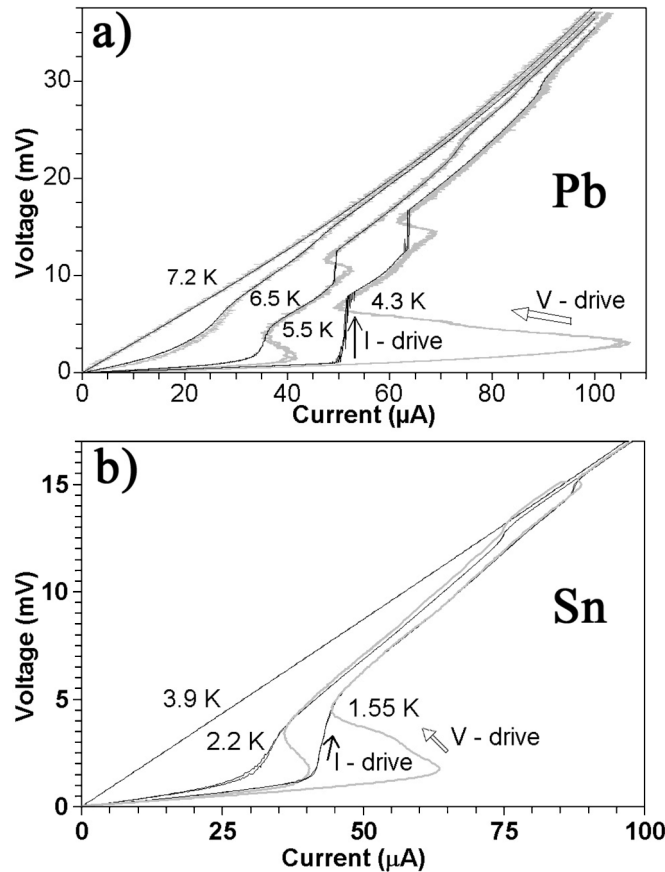 a)
Voltage (mV)
30
20
10
0
Pb
7.2 K
6.5 K
5.5 K
4.3 K
V - drive
I - drive
0 20 40 60 80 100
Current (μA)
b)
Voltage (mV)
15
10
5
0
Sn
3.9 K
2.2 K
1.55 K
V - drive
I - drive
0 25 50 75 100
Current (μA)